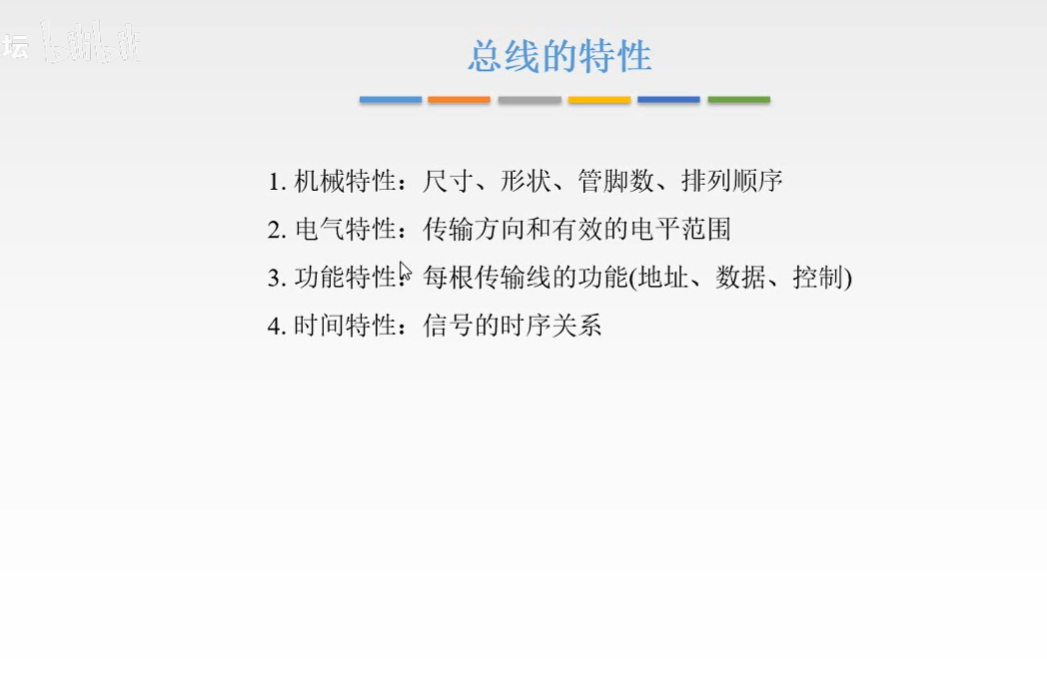 坛
bilibili
总线的特性
1. 机械特性：尺寸、形状、管脚数、排列顺序
2. 电气特性：传输方向和有效的电平范围
3. 功能特性：每根传输线的功能(地址、数据、控制)
4. 时间特性：信号的时序关系